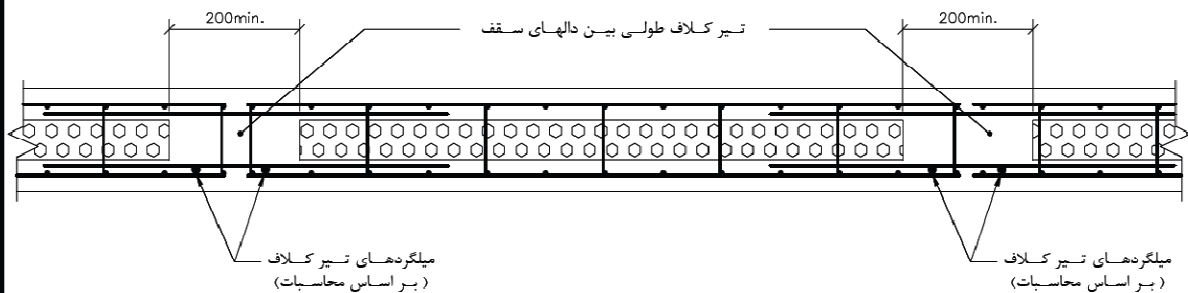 200min.
200min.
تیر کلاف طولی بین دالهای سقف
میلگردهای تیر کلاف
( بر اساس محاسبات)
میلگردهای تیر کلاف
( بر اساس محاسبات)